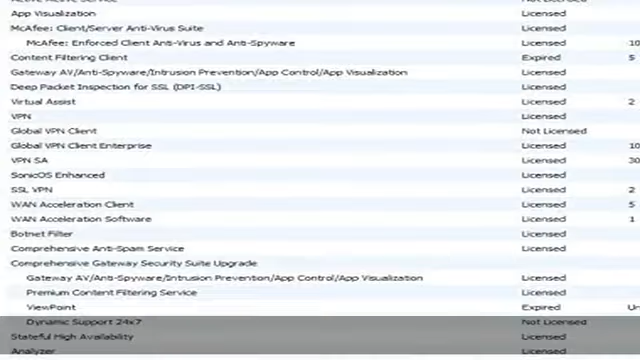 App Visualization Licensed
McAfee: Client/Server Anti-Virus Suite Licensed
McAfee: Enforced Client Anti-Virus and Anti-Spyware Licensed 10
Content Filtering Client Expired 5
Gateway AV/Anti-Spyware/Intrusion Prevention/App Control/App Visualization Licensed
Deep Packet Inspection for SSL (DPI-SSL) Licensed
Virtual Assist Licensed 2
VPN Licensed
Global VPN Client Not Licensed
Global VPN Client Enterprise Licensed 10
VPN SA Licensed 30
SonicOS Enhanced Licensed
SSL VPN Licensed 2
WAN Acceleration Client Licensed 5
WAN Acceleration Software Licensed 1
Botnet Filter Licensed
Comprehensive Anti-Spam Service Licensed
Comprehensive Gateway Security Suite Upgrade
Gateway AV/Anti-Spyware/Intrusion Prevention/App Control/App Visualization Licensed
Premium Content Filtering Service Licensed
ViewPoint Expired Un
Dynamic Support 24x7 Not Licensed
Stateful High Availability Licensed
Analyzer Licensed